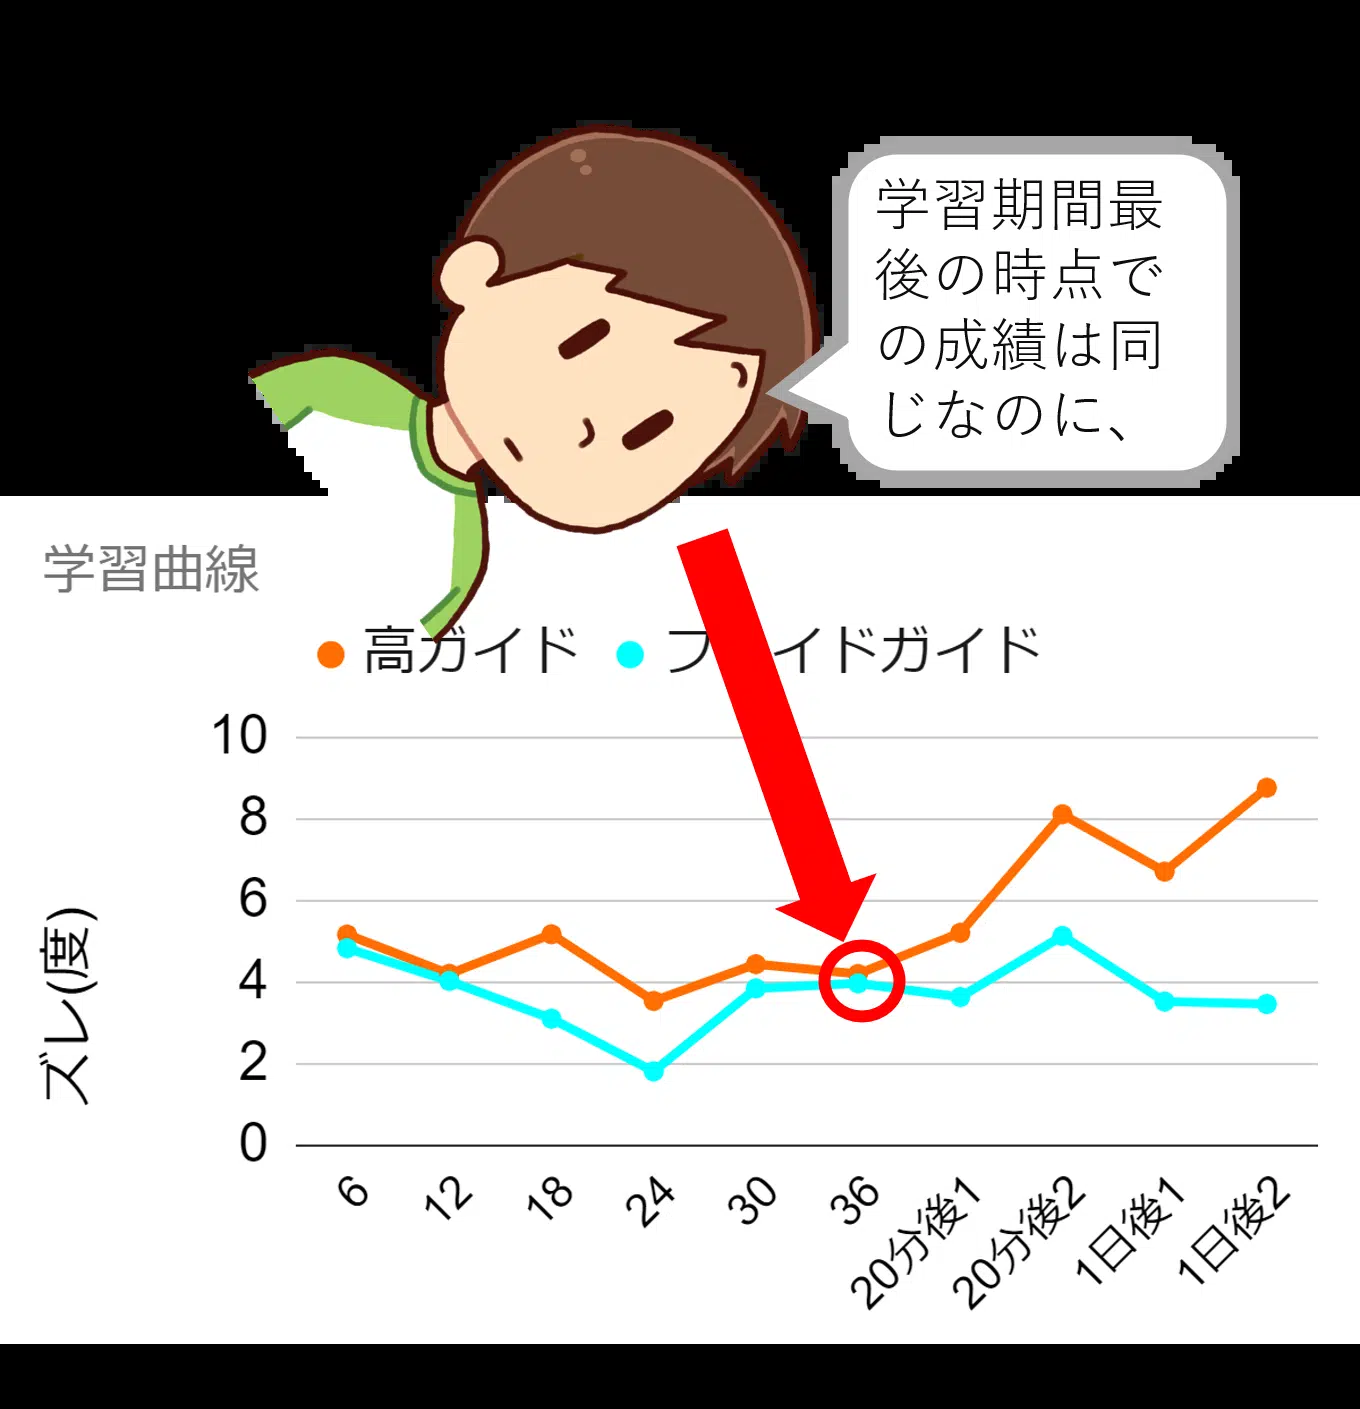 学習期間最
後の時点で
の成績は同
じなのに、
学習曲線
高ガイド
イドガイド
ズレ(度)
10
8
6
4
2
0
6
12
18
24
30
36
20分後1
20分後2
1日後1
1日後2